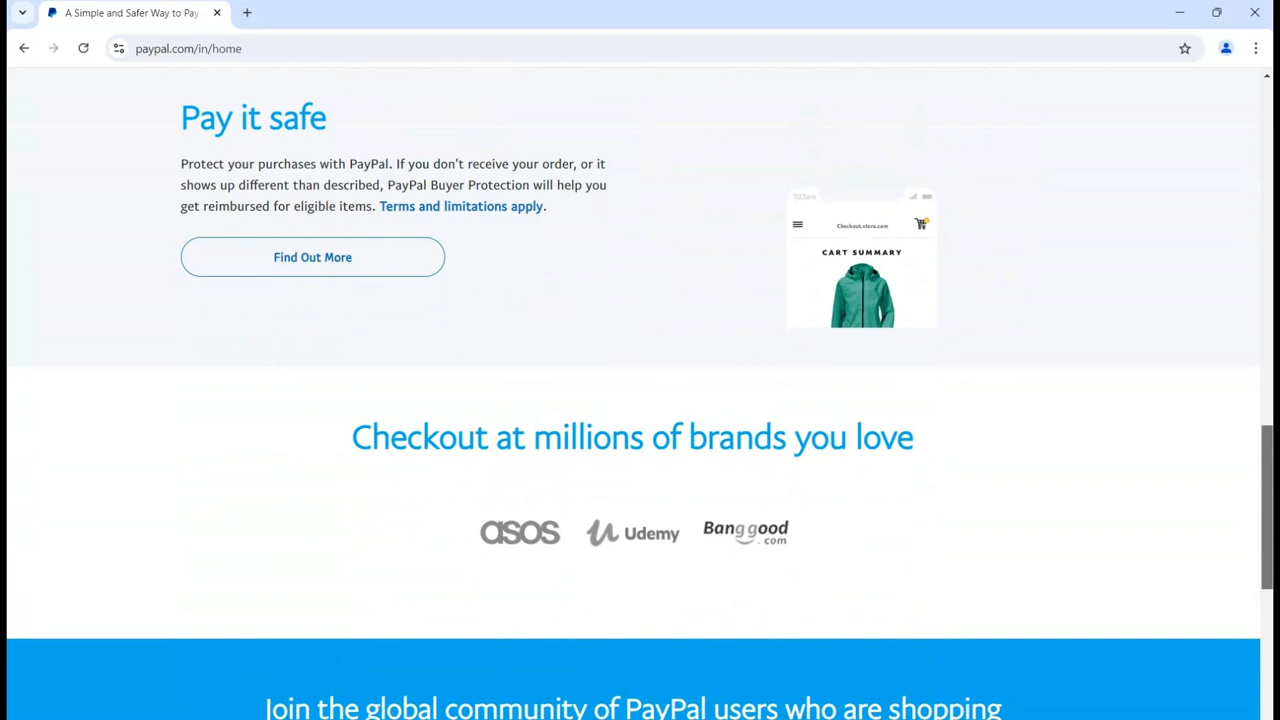 A Simple and Safer Way to Pay
paypal.com/in/home
Pay it safe
Protect your purchases with PayPal. If you don't receive your order, or it
shows up different than described, PayPal Buyer Protection will help you
get reimbursed for eligible items. Terms and limitations apply.
Find Out More
7:25am
Checkout.store.com
CART SUMMARY
Checkout at millions of brands you love
asos
Udemy
Banggood
.com
Join the global community of PayPal users who are shopping